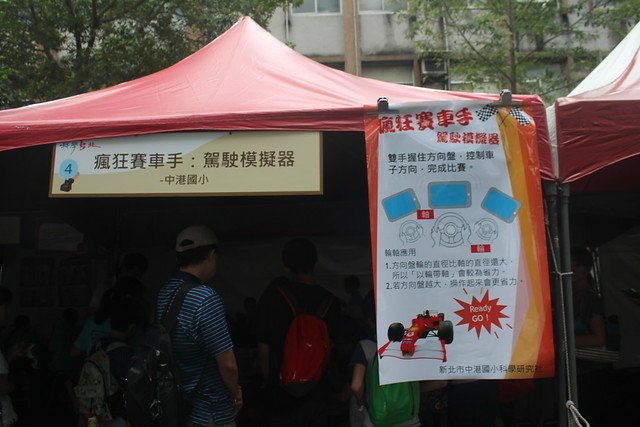 4
瘋狂賽車手：駕駛模擬器
-中港國小
瘋狂賽車手
駕駛模擬器
雙手握住方向盤，控制車
子方向，完成比賽。
軸
輪
輪軸應用
1.方向盤輪的直徑比軸的直徑還大，
所以「以輪帶軸」會較為省力。
2.若方向盤越大，操作起來會更省力。
Ready
GO！
新北市中港國小科學研究社